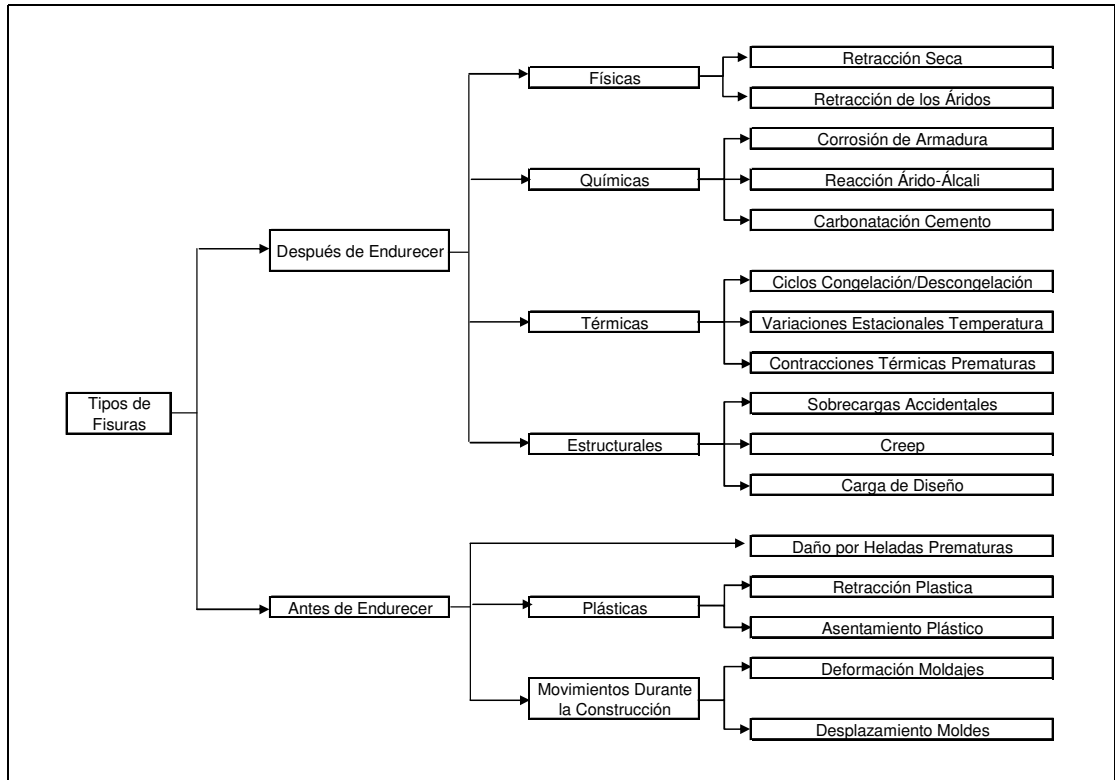 Retracción Seca
Físicas
Retracción de los Áridos
Corrosión de Armadura
Químicas
Reacción Árido-Álcali
Carbonatación Cemento
Después de Endurecer
Ciclos Congelación/Descongelación
Térmicas
Variaciones Estacionales Temperatura
Contracciones Térmicas Prematuras
Tipos de
Fisuras
Sobrecargas Accidentales
Estructurales
Creep
Carga de Diseño
Daño por Heladas Prematuras
Retracción Plastica
Antes de Endurecer
Plásticas
Asentamiento Plástico
Deformación Moldajes
Movimientos Durante
la Construcción
Desplazamiento Moldes